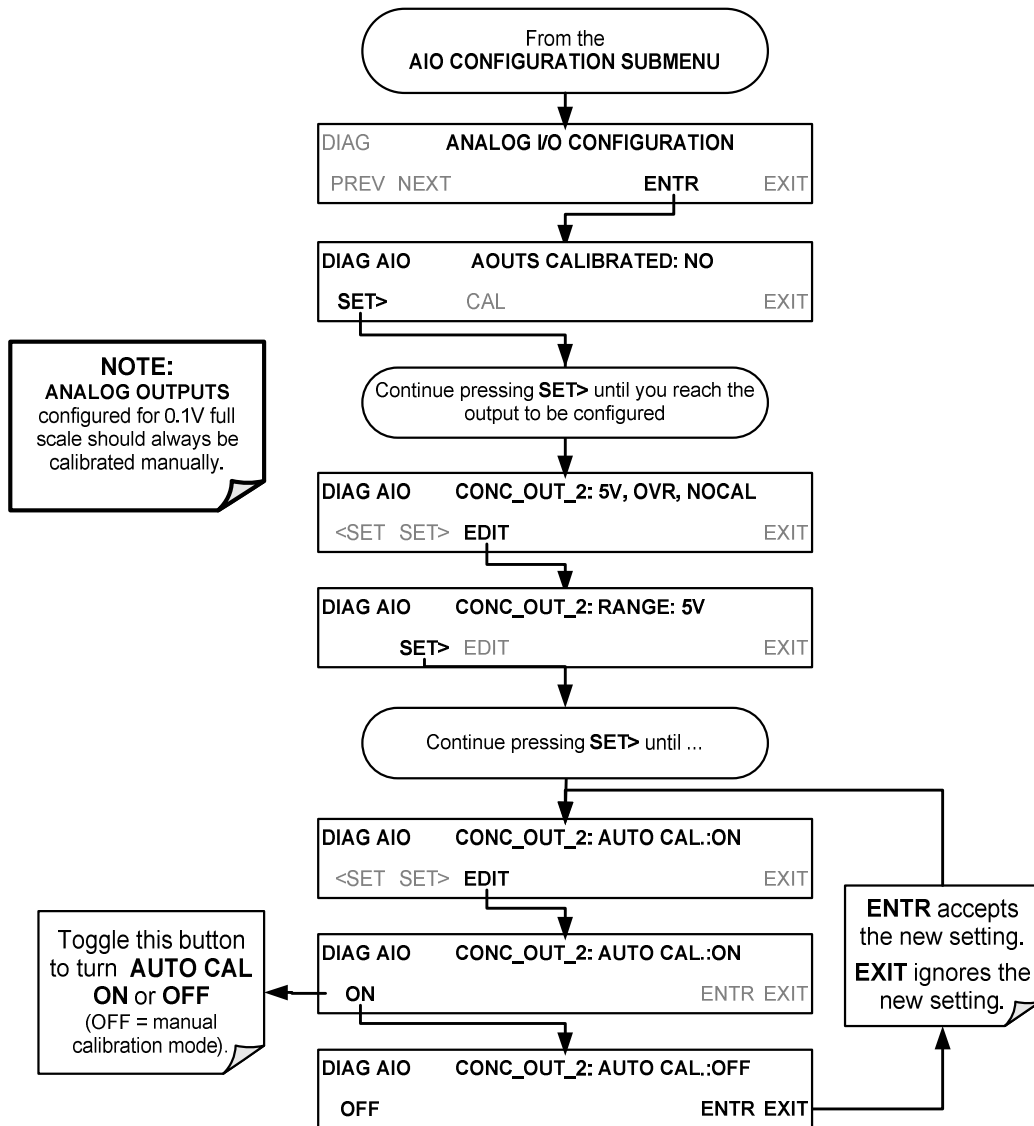 From the
AIO CONFIGURATION SUBMENU
DIAG ANALOG I/O CONFIGURATION
PREV NEXT ENTR EXIT
DIAG AIO AOUTS CALIBRATED: NO
SET> CAL EXIT
NOTE:
ANALOG OUTPUTS
configured for 0.1V full
scale should always be
calibrated manually.
Continue pressing SET> until you reach the
output to be configured
DIAG AIO CONC_OUT_2: 5V, OVR, NOCAL
<SET SET> EDIT EXIT
DIAG AIO CONC_OUT_2: RANGE: 5V
SET> EDIT EXIT
Continue pressing SET> until ...
DIAG AIO CONC_OUT_2: AUTO CAL.:ON
<SET SET> EDIT EXIT
Toggle this button
to turn AUTO CAL
ON or OFF
(OFF = manual
calibration mode).
DIAG AIO CONC_OUT_2: AUTO CAL.:ON
ON ENTR EXIT
ENTR accepts
the new setting.
EXIT ignores the
new setting.
DIAG AIO CONC_OUT_2: AUTO CAL.:OFF
OFF ENTR EXIT